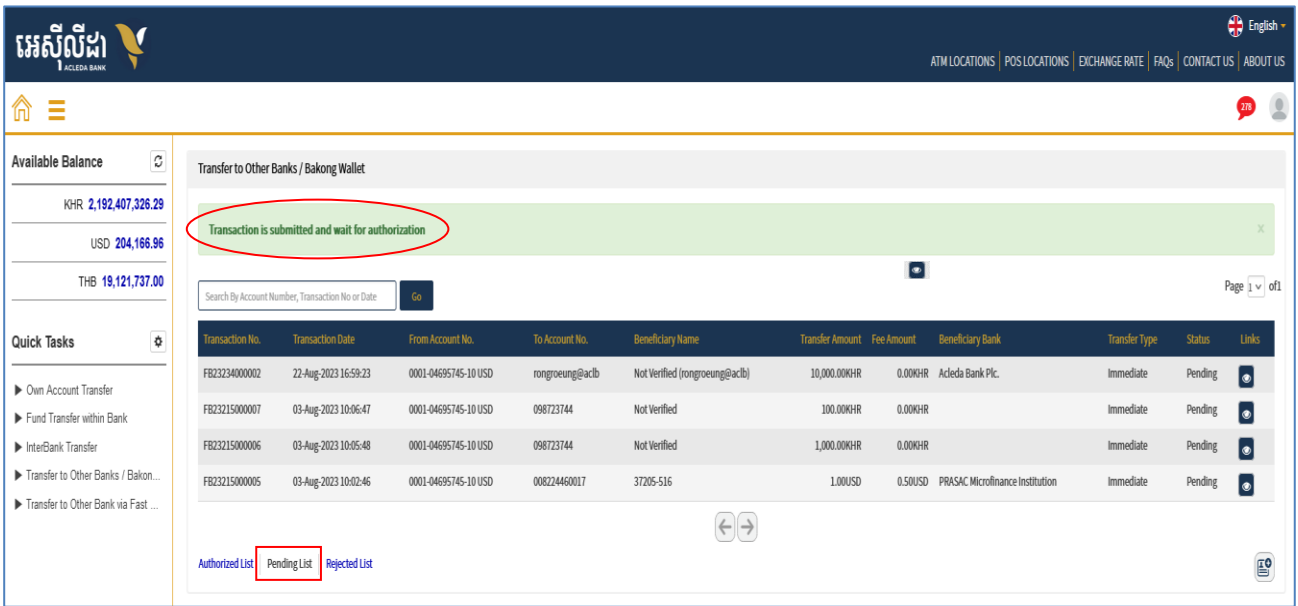 English
អេស៊ីលីដា
ACLEDA BANK
ATM LOCATIONS | POS LOCATIONS | EXCHANGE RATE | FAQs | CONTACT US | ABOUT US
278
Available Balance
KHR 2,192,407,326.29
USD 204,166.96
THB 19,121,737.00
Quick Tasks
Own Account Transfer
Fund Transfer within Bank
InterBank Transfer
Transfer to Other Banks / Bakon...
Transfer to Other Bank via Fast ...
Transfer to Other Banks / Bakong Wallet
Transaction is submitted and wait for authorization X
Search By Account Number, Transaction No or Date Go Page 1 of1
Transaction No. Transaction Date From Account No. To Account No. Beneficiary Name Transfer Amount Fee Amount Beneficiary Bank Transfer Type Status Links
FB23234000002 22-Aug-2023 16:59:23 0001-04695745-10 USD rongroeung@aclb Not Verified (rongroeung@aclb) 10,000.00KHR 0.00KHR Acleda Bank Plc. Immediate Pending
FB23215000007 03-Aug-2023 10:06:47 0001-04695745-10 USD 098723744 Not Verified 100.00KHR 0.00KHR Immediate Pending
FB23215000006 03-Aug-2023 10:05:48 0001-04695745-10 USD 098723744 Not Verified 1,000.00KHR 0.00KHR Immediate Pending
FB23215000005 03-Aug-2023 10:02:46 0001-04695745-10 USD 008224460017 37205-516 1.00USD 0.50USD PRASAC Microfinance Institution Immediate Pending
Authorized List Pending List Rejected List